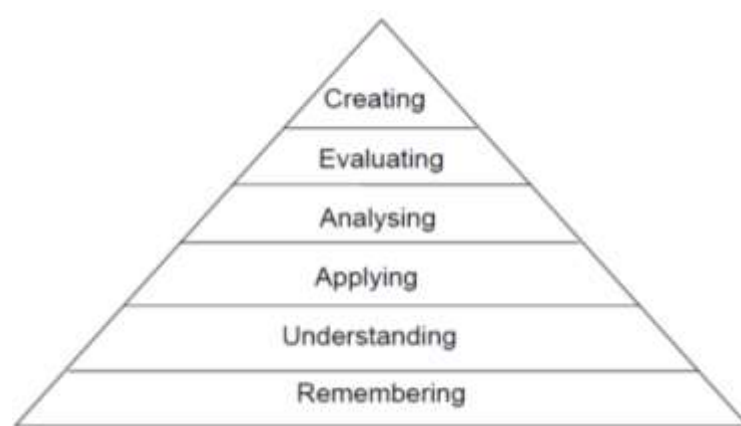 Creating
Evaluating
Analysing
Applying
Understanding
Remembering